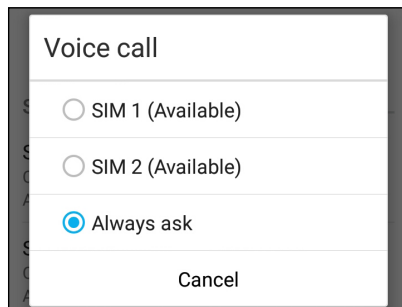 Voice call
SIM 1 (Available)
SIM 2 (Available)
Always ask
Cancel